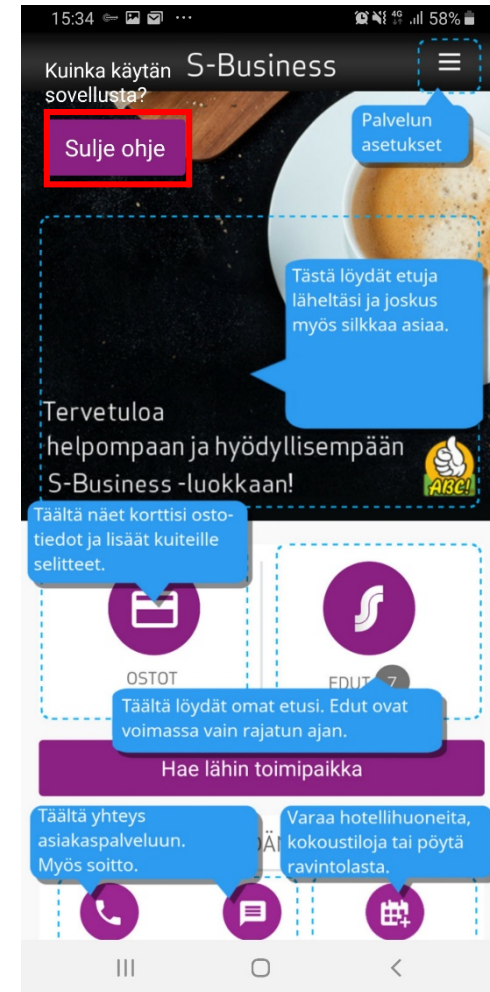 15:34
4G
58%
Kuinka käytän
sovellusta?
S-Business
Sulje ohje
Palvelun
asetukset
Tästä löydät etuja
läheltäsi ja joskus
myös silkkaa asiaa.
Tervetuloa
helpompaan ja hyödyllisempään
S-Business -luokkaan!
ABC!
Täältä näet korttisi osto-
tiedot ja lisäät kuiteille
selitteet.
OSTOT
EDUT 7
Täältä löydät omat etusi. Edut ovat
voimassa vain rajatun ajan.
Hae lähin toimipaikka
Täältä yhteys
asiakaspalveluun.
Myös soitto.
Varaa hotellihuoneita,
kokoustiloja tai pöytä
ravintolasta.